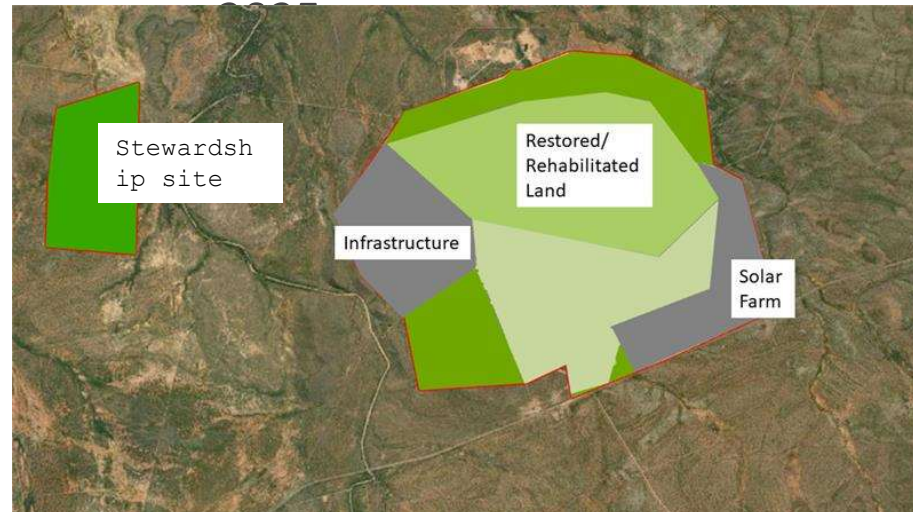 Stewardsh
ip site
Restored/
Rehabilitated
Land
Infrastructure
Solar
Farm